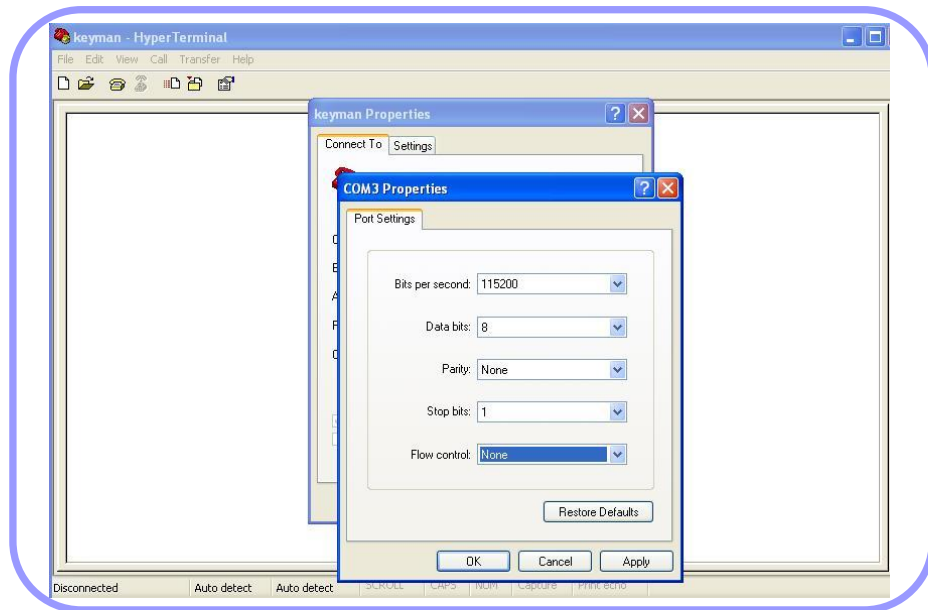 keyman - HyperTerminal
File Edit View Call Transfer Help
keyman Properties
Connect To Settings
COM3 Properties
Port Settings
Bits per second: 115200
Data bits: 8
Parity: None
Stop bits: 1
Flow control: None
Restore Defaults
OK Cancel Apply
Disconnected Auto detect Auto detect SCROLL CAPS NUM Capture Print echo